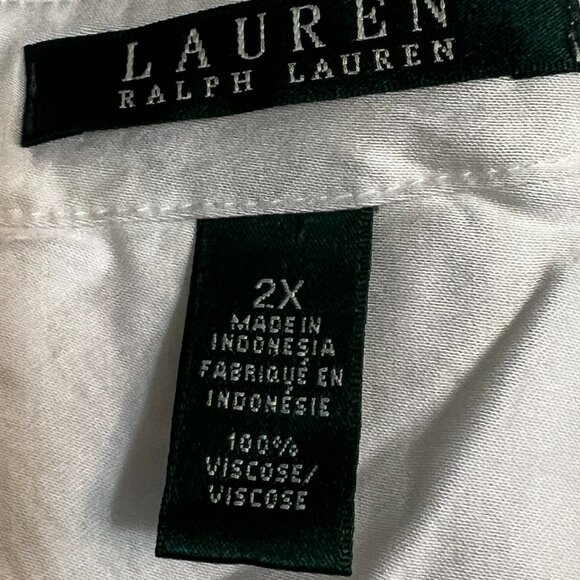 LAUREN
RALPH LAUREN
2X
MADE IN
INDONESIA
FABRIQUÉ EN
INDONÉSIE
100%
VISCOSE/
VISCOSE